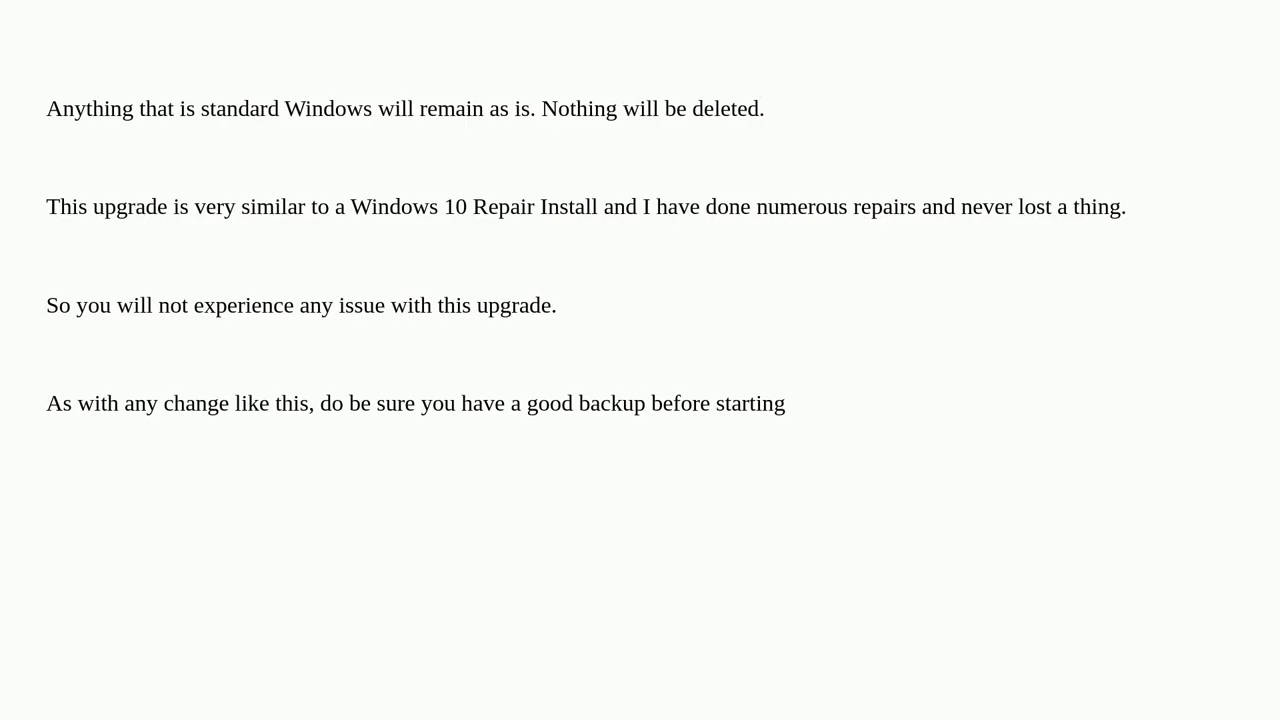 Anything that is standard Windows will remain as is. Nothing will be deleted.
This upgrade is very similar to a Windows 10 Repair Install and I have done numerous repairs and never lost a thing.
So you will not experience any issue with this upgrade.
As with any change like this, do be sure you have a good backup before starting